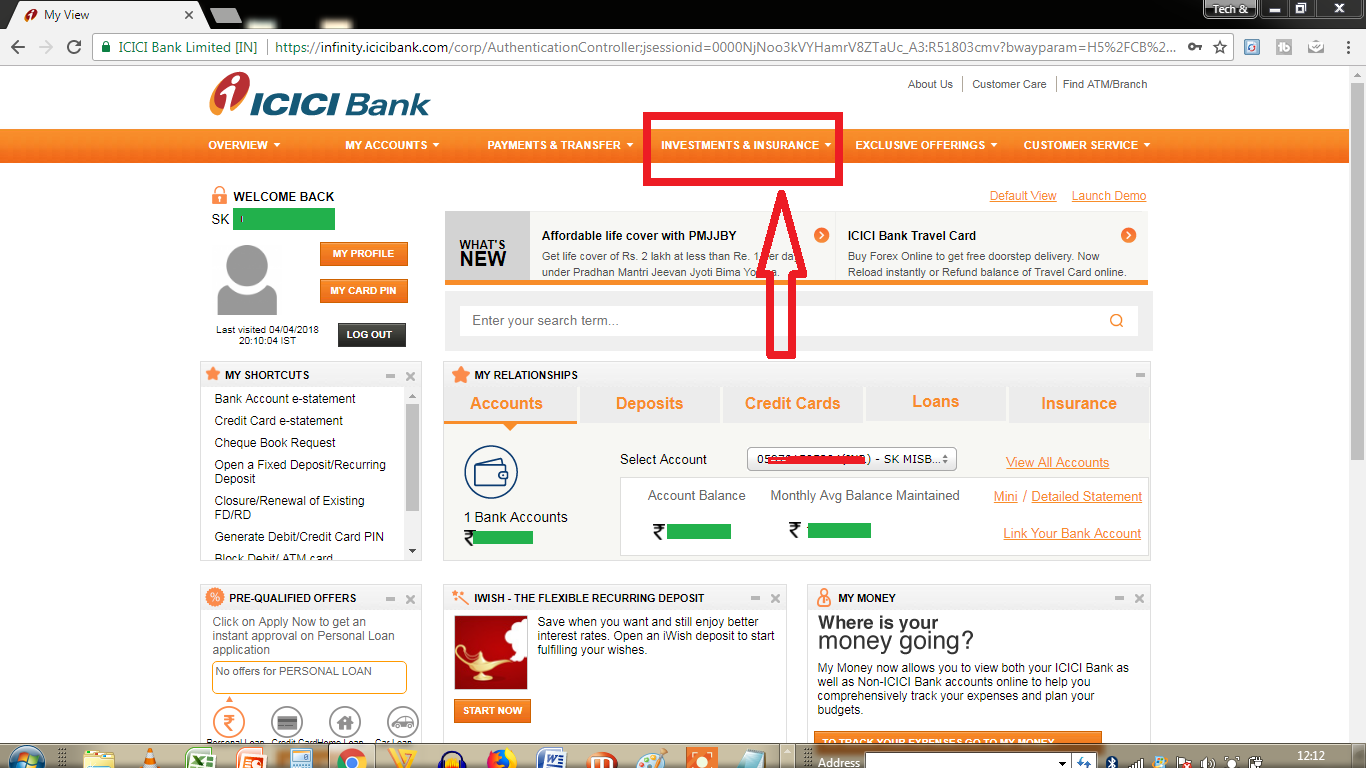 My View
Tech &
ICICI Bank Limited [IN]
https://infinity.icicibank.com/corp/AuthenticationController;jsessionid=0000NjNoo3kVYHamrV8ZTaUc_A3:R51803cmv?bwayparam=H5%2FCB%2...
ICICI Bank
About Us
Customer Care
Find ATM/Branch
OVERVIEW
MY ACCOUNTS
PAYMENTS & TRANSFER
INVESTMENTS & INSURANCE
EXCLUSIVE OFFERINGS
CUSTOMER SERVICE
WELCOME BACK
SK
MY PROFILE
MY CARD PIN
Last visited 04/04/2018
20:10:04 IST
LOG OUT
Default View
Launch Demo
WHAT'S
NEW
Affordable life cover with PMJJBY
Get life cover of Rs. 2 lakh at less than Re. 1 per day
under Pradhan Mantri Jeevan Jyoti Bima
ICICI Bank Travel Card
Buy Forex Online to get free doorstep delivery. Now
Reload instantly or Refund balance of Travel Card online.
Enter your search term...
MY SHORTCUTS
Bank Account e-statement
Credit Card e-statement
Cheque Book Request
Open a Fixed Deposit/Recurring
Deposit
Closure/Renewal of Existing
FD/RD
Generate Debit/Credit Card PIN
Block Debit/ ATM card
MY RELATIONSHIPS
Accounts
Deposits
Credit Cards
Loans
Insurance
1 Bank Accounts
₹
Select Account
- SK MISB...
View All Accounts
Account Balance
Monthly Avg Balance Maintained
Mini / Detailed Statement
₹
₹
Link Your Bank Account
PRE-QUALIFIED OFFERS
Click on Apply Now to get an
instant approval on Personal Loan
application
No offers for PERSONAL LOAN
Personal Loan
Credit Card
Home Loan
Car Loan
IWISH - THE FLEXIBLE RECURRING DEPOSIT
Save when you want and still enjoy better
interest rates. Open an iWish deposit to start
fulfilling your wishes.
START NOW
MY MONEY
Where is your
money going?
My Money now allows you to view both your ICICI Bank as
well as Non-ICICI Bank accounts online to help you
comprehensively track your expenses and plan your
budgets.
TO TRACK YOUR EXPENSES GO TO MY MONEY
Address
12:12